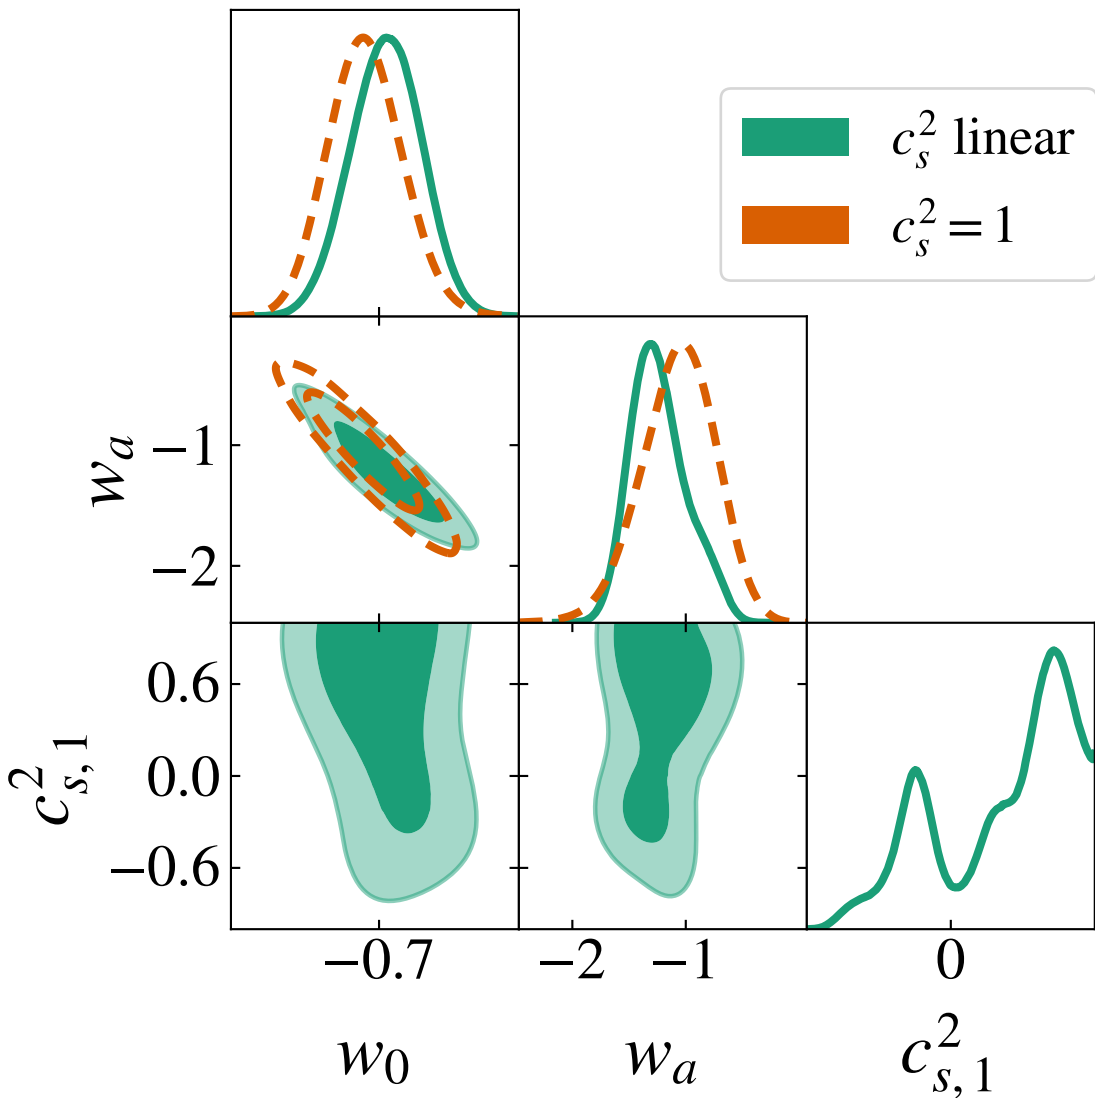 c_s^2 linear
c_s^2 = 1
w_a
−1
−2
c_{s,1}^2
0.6
0.0
−0.6
−0.7
−2
−1
0
w_0
w_a
c_{s,1}^2